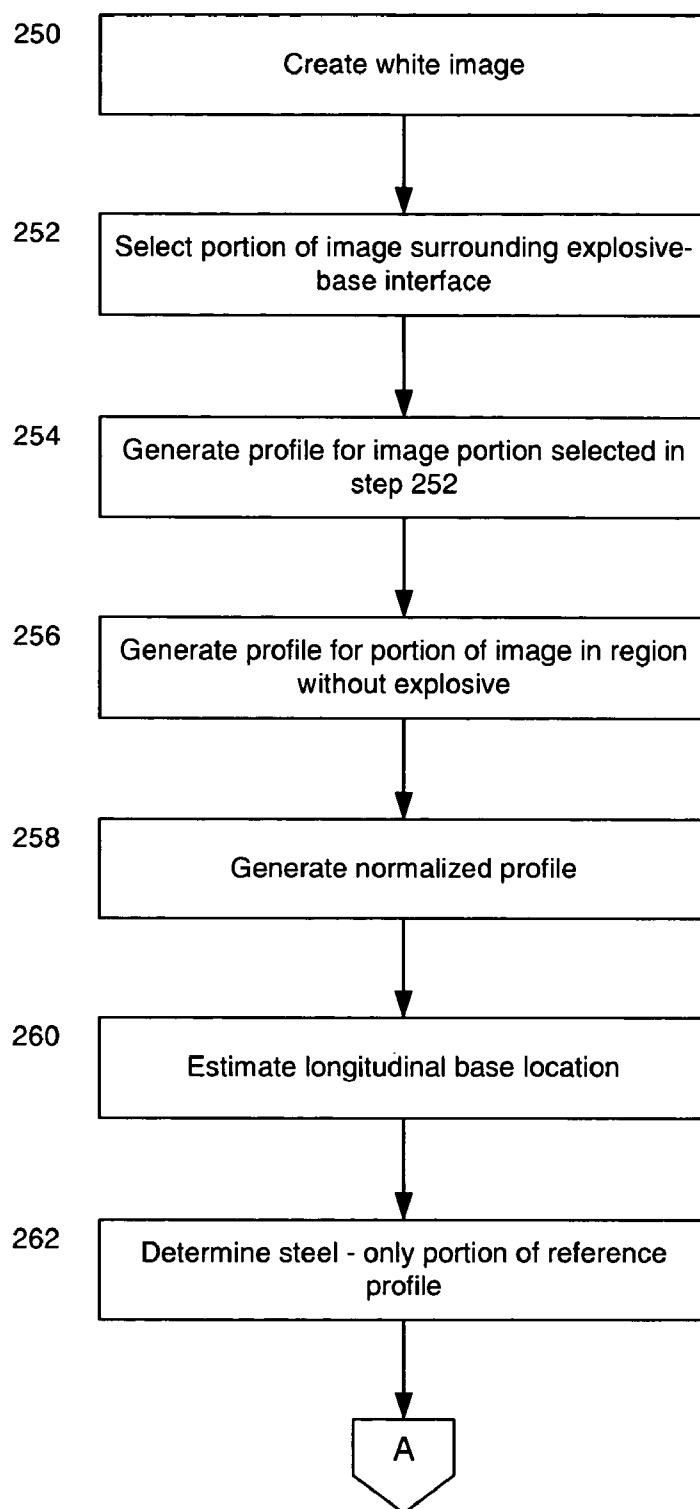 250
Create white image
252
Select portion of image surrounding explosive-
base interface
254
Generate profile for image portion selected in
step 252
256
Generate profile for portion of image in region
without explosive
258
Generate normalized profile
260
Estimate longitudinal base location
262
Determine steel - only portion of reference
profile
A